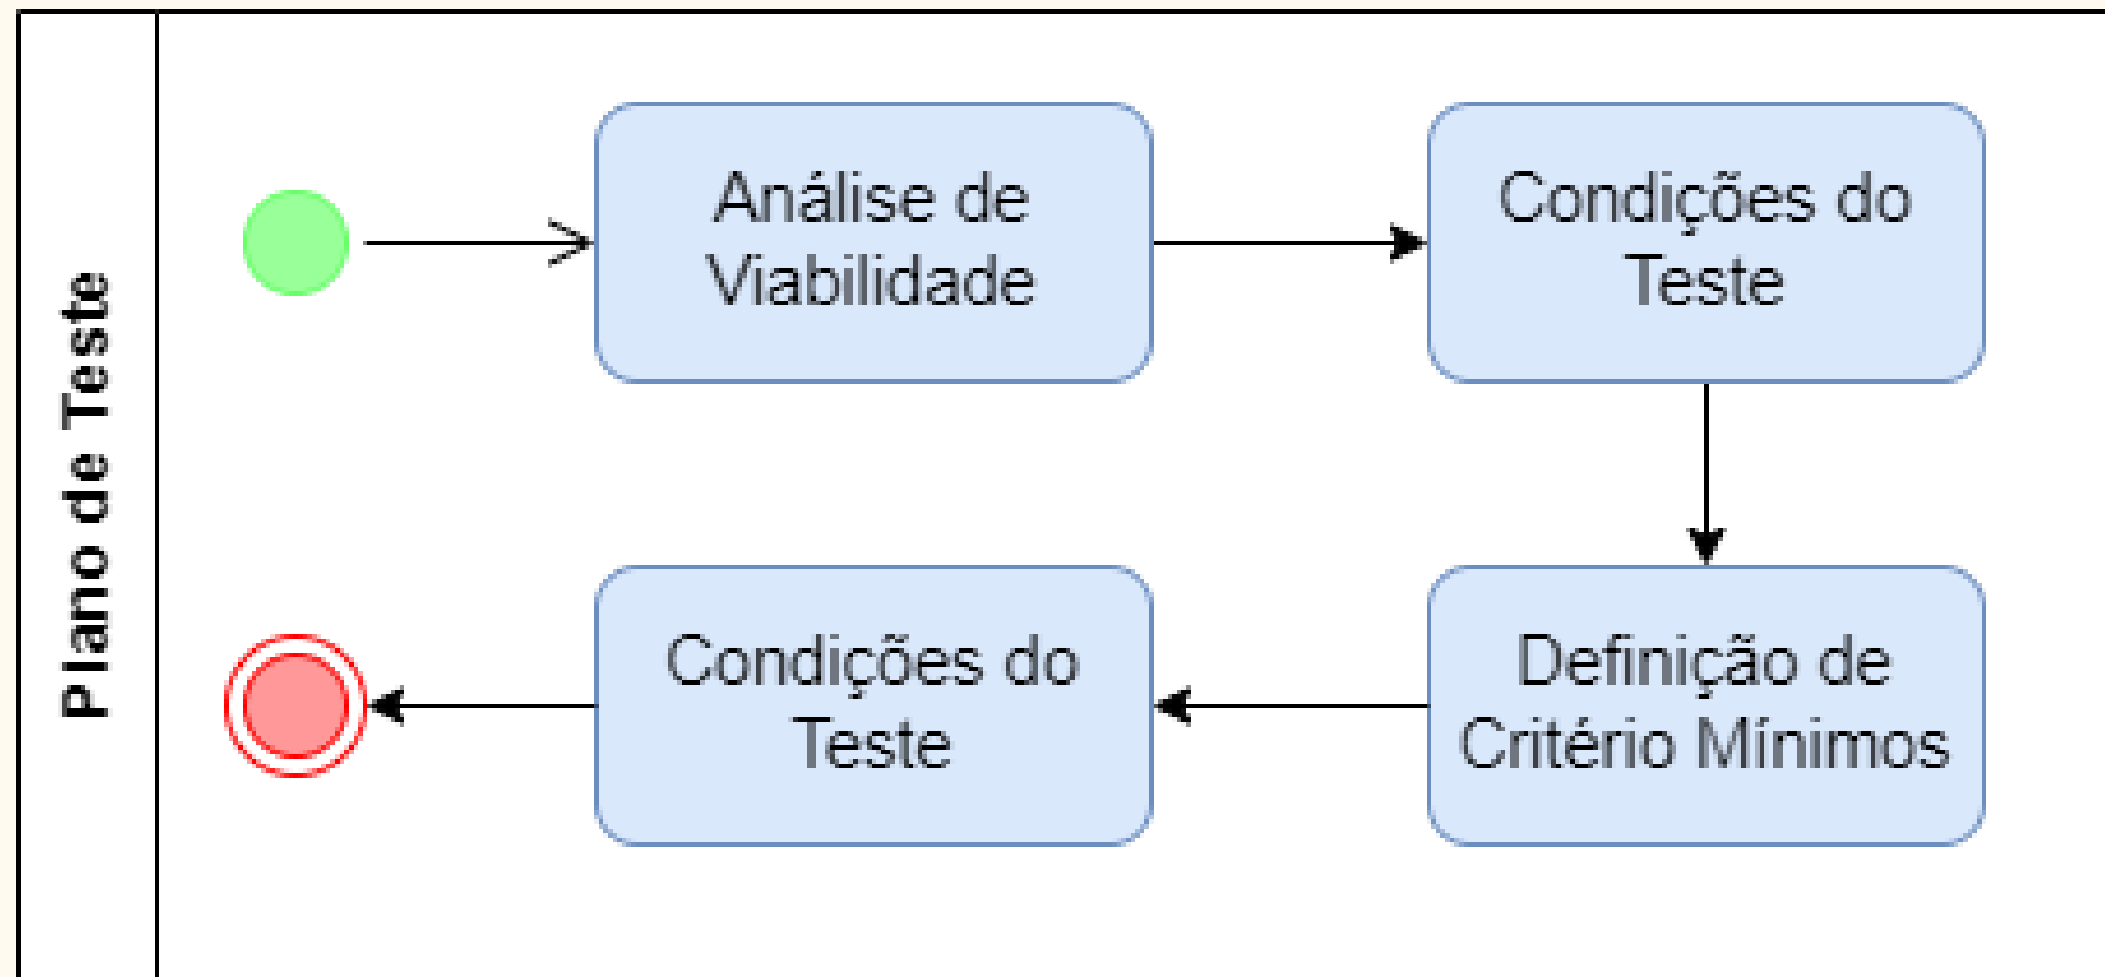 Plano de Teste
Análise de
Viabilidade
Condições do
Teste
Definição de
Critério Mínimos
Condições do
Teste